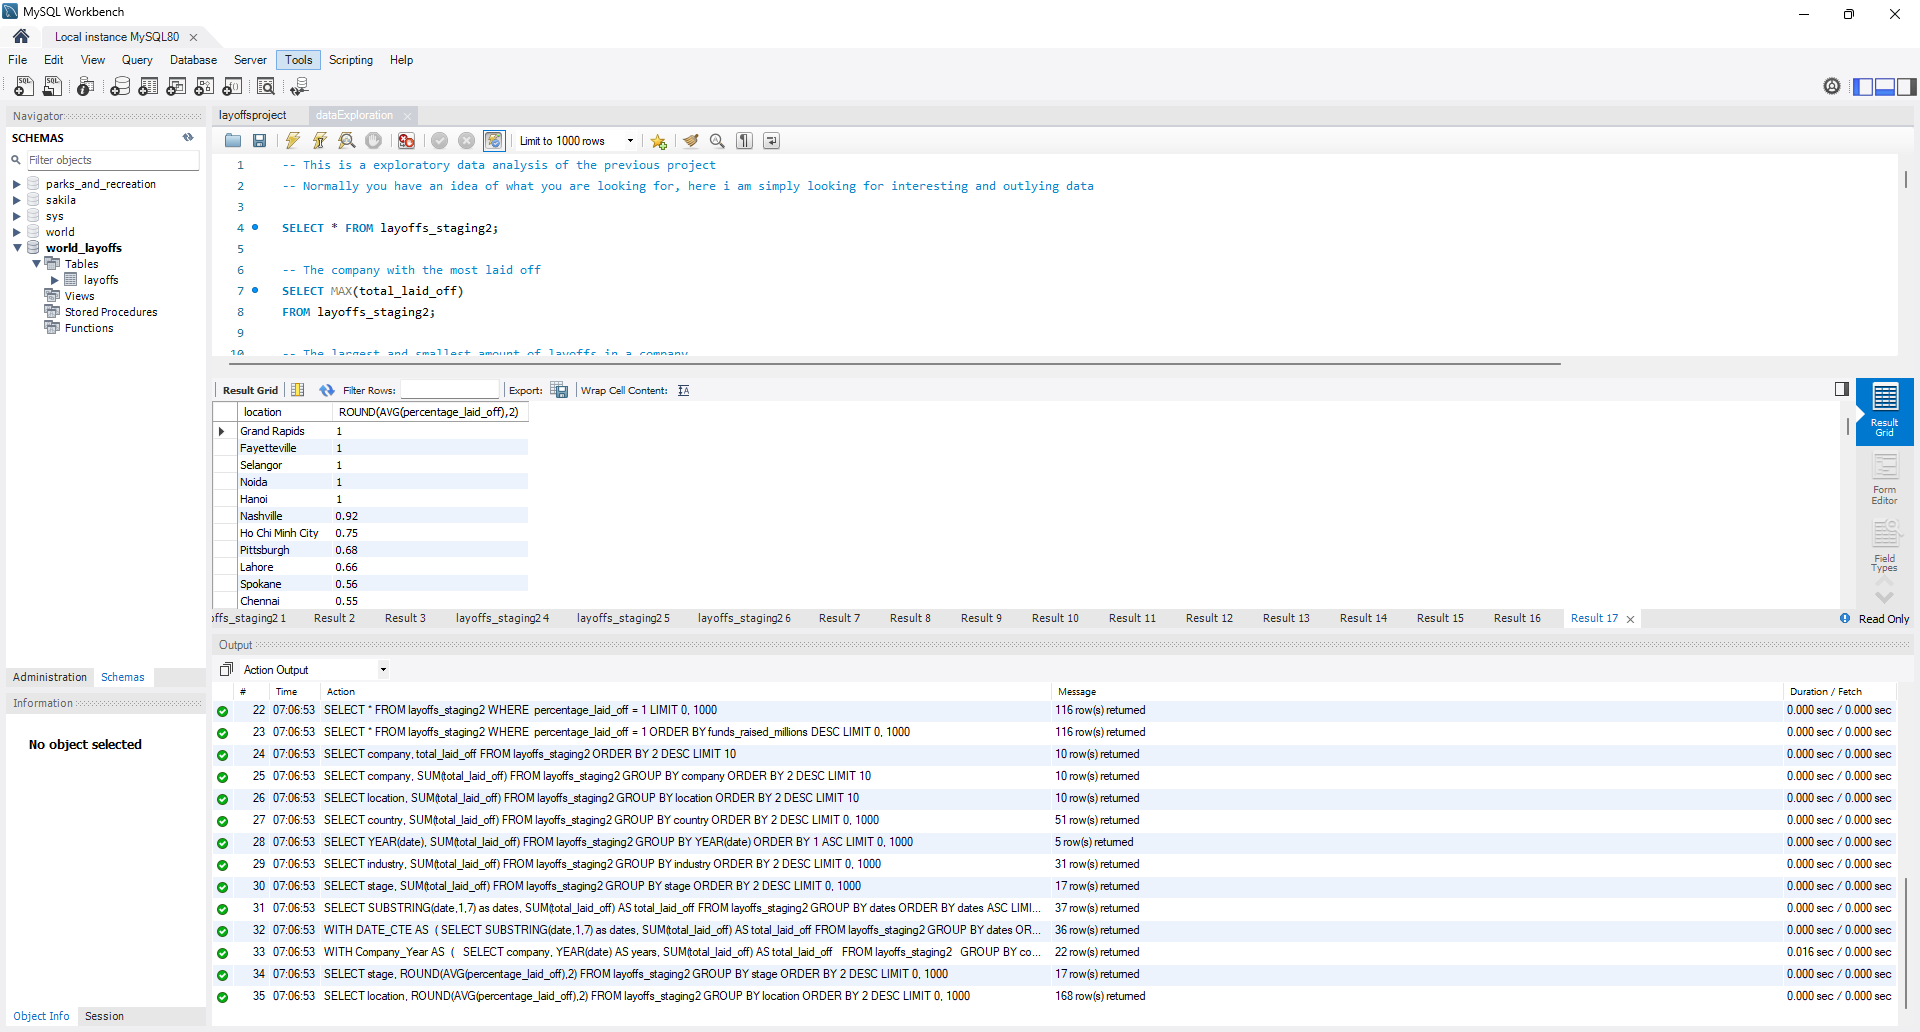 MySQL Workbench
Local instance MySQL80
File Edit View Query Database Server Tools Scripting Help
Navigator
SCHEMAS
Filter objects
parks_and_recreation
sakila
sys
world
world_layoffs
Tables
layoffs
Views
Stored Procedures
Functions
Administration Schemas
Information
No object selected
Object Info Session
layoffsproject dataExploration
Limit to 1000 rows
1 -- This is a exploratory data analysis of the previous project
2 -- Normally you have an idea of what you are looking for, here i am simply looking for interesting and outlying data
3
4 SELECT * FROM layoffs_staging2;
5
6 -- The company with the most laid off
7 SELECT MAX(total_laid_off)
8 FROM layoffs_staging2;
9
10 -- The largest and smallest amount of layoffs in a company
Result Grid Filter Rows: Export: Wrap Cell Content:
location ROUND(AVG(percentage_laid_off),2)
Grand Rapids 1
Fayetteville 1
Selangor 1
Noida 1
Hanoi 1
Nashville 0.92
Ho Chi Minh City 0.75
Pittsburgh 0.68
Lahore 0.66
Spokane 0.56
Chennai 0.55
Result Grid
Form Editor
Field Types
offs_staging2 1 Result 2 Result 3 layoffs_staging2 4 layoffs_staging2 5 layoffs_staging2 6 Result 7 Result 8 Result 9 Result 10 Result 11 Result 12 Result 13 Result 14 Result 15 Result 16 Result 17 Read Only
Output
Action Output
# Time Action Message Duration / Fetch
22 07:06:53 SELECT * FROM layoffs_staging2 WHERE percentage_laid_off = 1 LIMIT 0, 1000 116 row(s) returned 0.000 sec / 0.000 sec
23 07:06:53 SELECT * FROM layoffs_staging2 WHERE percentage_laid_off = 1 ORDER BY funds_raised_millions DESC LIMIT 0, 1000 116 row(s) returned 0.000 sec / 0.000 sec
24 07:06:53 SELECT company, total_laid_off FROM layoffs_staging2 ORDER BY 2 DESC LIMIT 10 10 row(s) returned 0.000 sec / 0.000 sec
25 07:06:53 SELECT company, SUM(total_laid_off) FROM layoffs_staging2 GROUP BY company ORDER BY 2 DESC LIMIT 10 10 row(s) returned 0.000 sec / 0.000 sec
26 07:06:53 SELECT location, SUM(total_laid_off) FROM layoffs_staging2 GROUP BY location ORDER BY 2 DESC LIMIT 10 10 row(s) returned 0.000 sec / 0.000 sec
27 07:06:53 SELECT country, SUM(total_laid_off) FROM layoffs_staging2 GROUP BY country ORDER BY 2 DESC LIMIT 0, 1000 51 row(s) returned 0.000 sec / 0.000 sec
28 07:06:53 SELECT YEAR(date), SUM(total_laid_off) FROM layoffs_staging2 GROUP BY YEAR(date) ORDER BY 1 ASC LIMIT 0, 1000 5 row(s) returned 0.000 sec / 0.000 sec
29 07:06:53 SELECT industry, SUM(total_laid_off) FROM layoffs_staging2 GROUP BY industry ORDER BY 2 DESC LIMIT 0, 1000 31 row(s) returned 0.000 sec / 0.000 sec
30 07:06:53 SELECT stage, SUM(total_laid_off) FROM layoffs_staging2 GROUP BY stage ORDER BY 2 DESC LIMIT 0, 1000 17 row(s) returned 0.000 sec / 0.000 sec
31 07:06:53 SELECT SUBSTRING(date,1,7) as dates, SUM(total_laid_off) AS total_laid_off FROM layoffs_staging2 GROUP BY dates ORDER BY dates ASC LIMI... 37 row(s) returned 0.000 sec / 0.000 sec
32 07:06:53 WITH DATE_CTE AS ( SELECT SUBSTRING(date,1,7) as dates, SUM(total_laid_off) AS total_laid_off FROM layoffs_staging2 GROUP BY dates OR... 36 row(s) returned 0.000 sec / 0.000 sec
33 07:06:53 WITH Company_Year AS ( SELECT company, YEAR(date) AS years, SUM(total_laid_off) AS total_laid_off FROM layoffs_staging2 GROUP BY co... 22 row(s) returned 0.016 sec / 0.000 sec
34 07:06:53 SELECT stage, ROUND(AVG(percentage_laid_off),2) FROM layoffs_staging2 GROUP BY stage ORDER BY 2 DESC LIMIT 0, 1000 17 row(s) returned 0.000 sec / 0.000 sec
35 07:06:53 SELECT location, ROUND(AVG(percentage_laid_off),2) FROM layoffs_staging2 GROUP BY location ORDER BY 2 DESC LIMIT 0, 1000 168 row(s) returned 0.000 sec / 0.000 sec